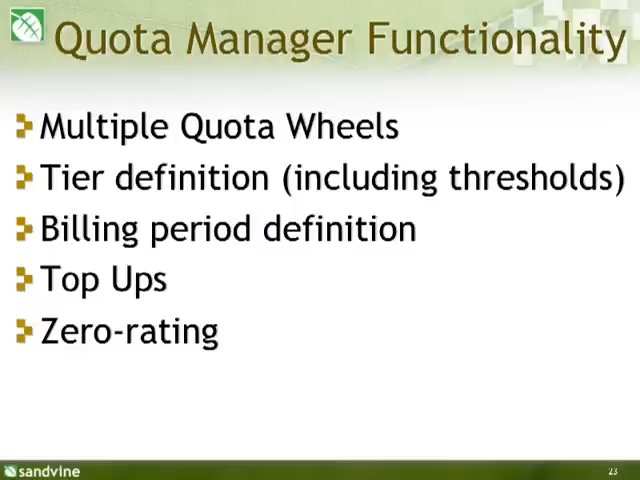 Quota Manager Functionality
Multiple Quota Wheels
Tier definition (including thresholds)
Billing period definition
Top Ups
Zero-rating
sandvine
23